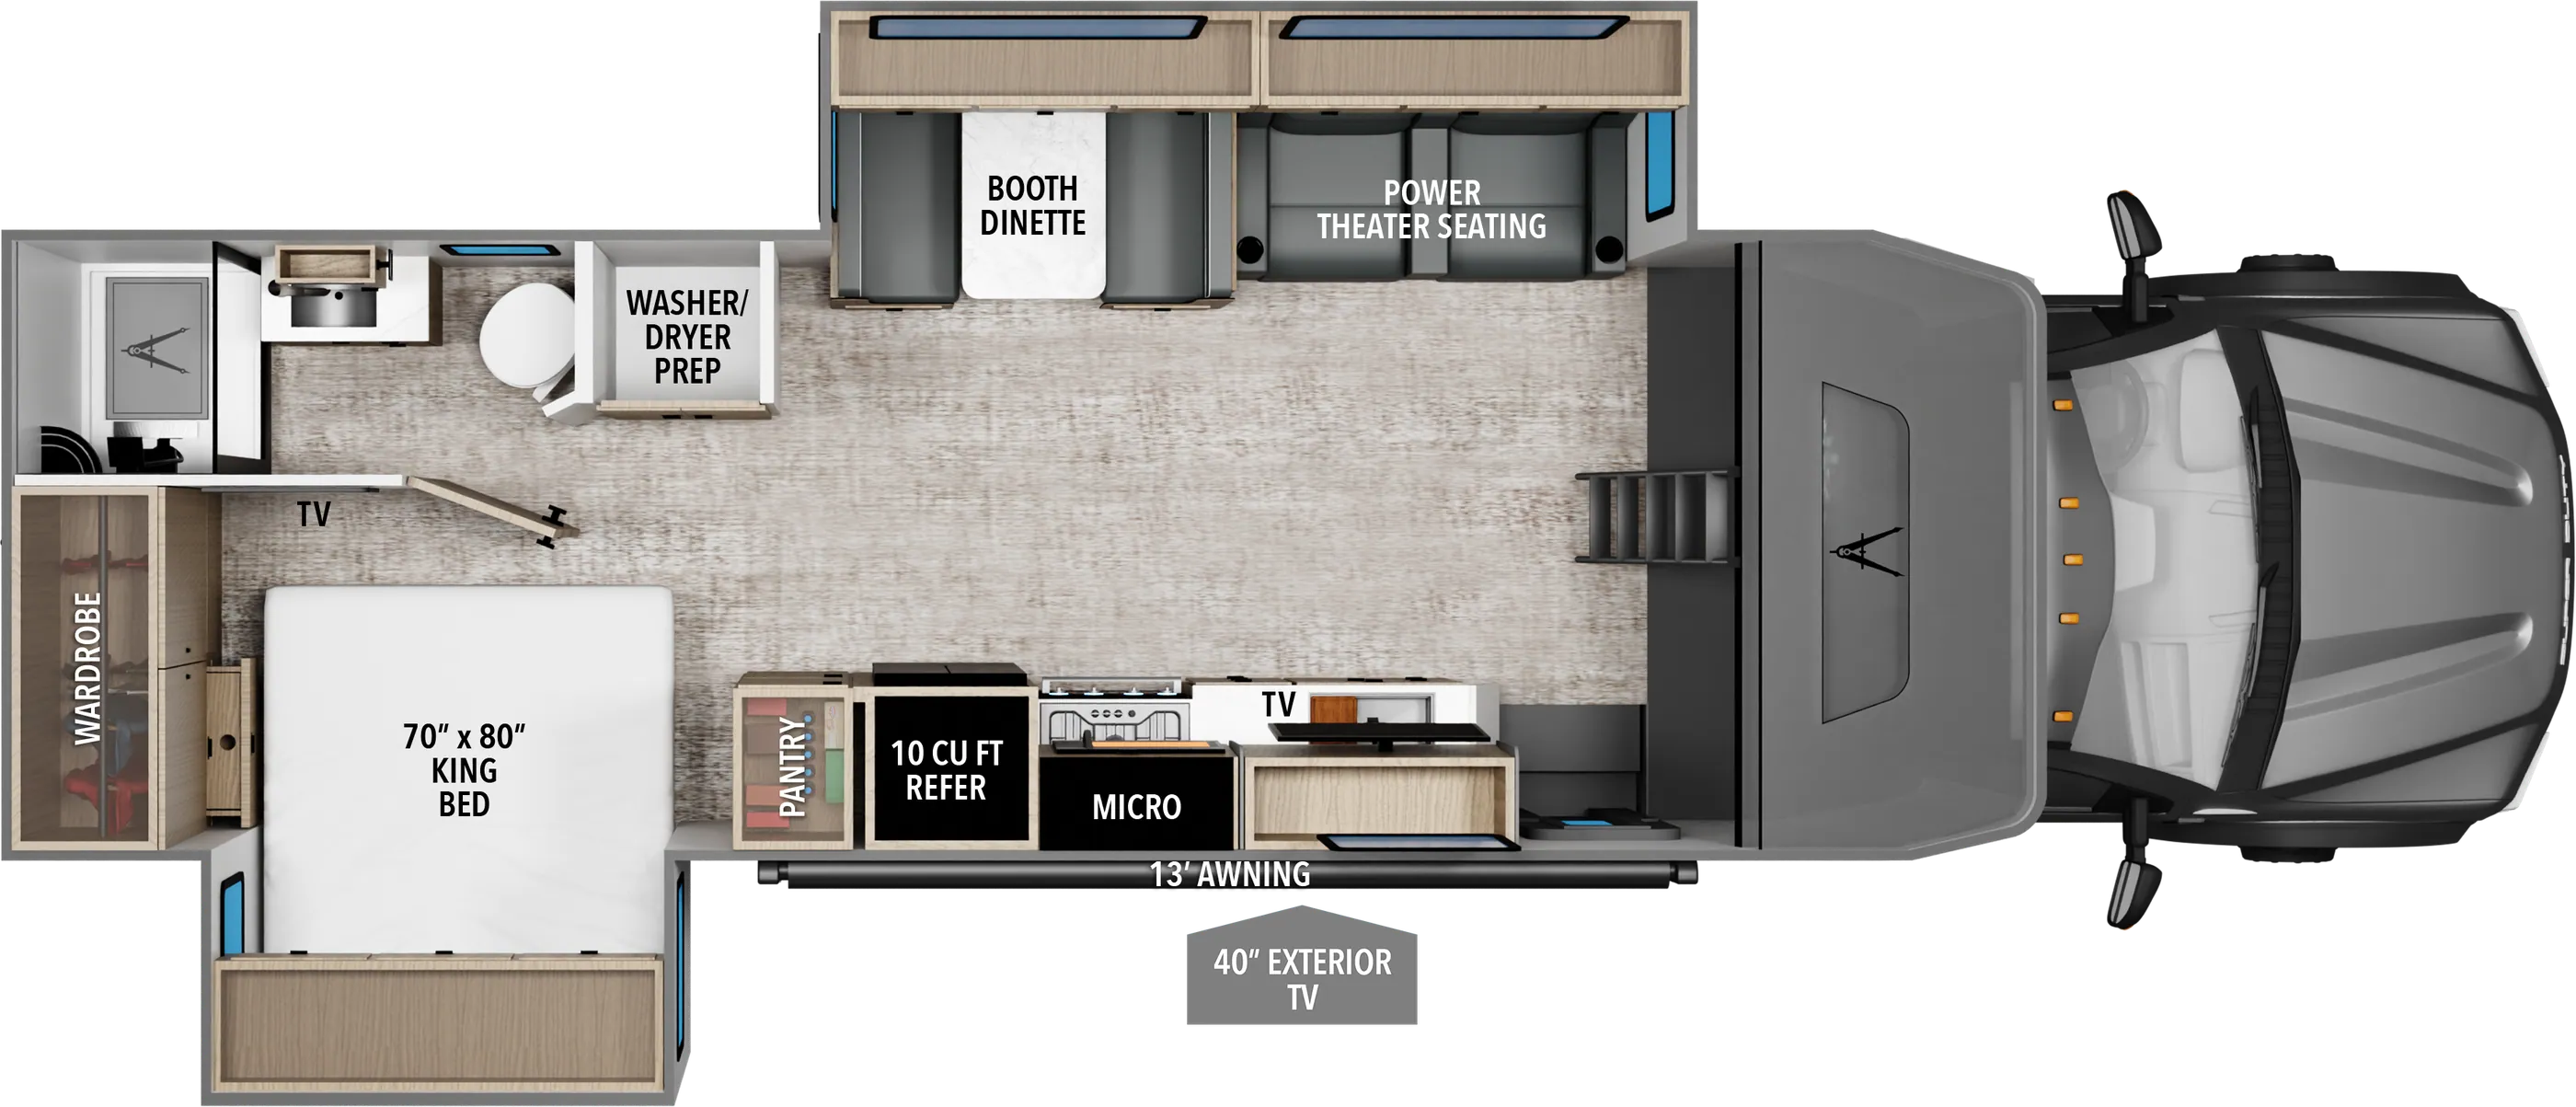 BOOTH
DINETTE
POWER
THEATER SEATING
WASHER/
DRYER
PREP
TV
WARDROBE
70” x 80”
KING
BED
PANTRY
10 CU FT
REFER
MICRO
TV
13’ AWNING
40” EXTERIOR
TV